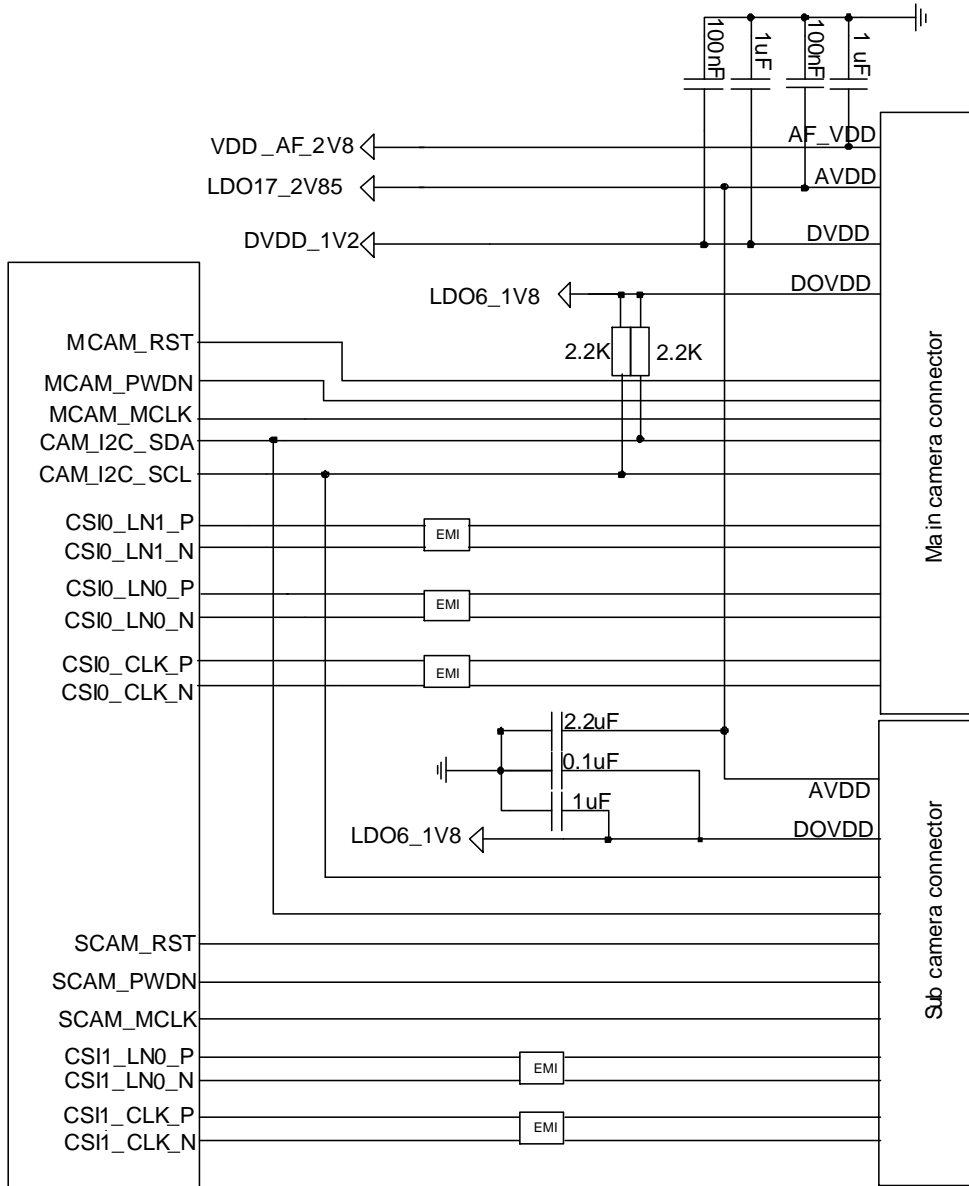 100nF
1uF
100nF
1uF
VDD_AF_2V8
AF_VDD
LDO17_2V85
AVDD
DVDD_1V2
DVDD
LDO6_1V8
DOVDD
2.2K
2.2K
MCAM_RST
MCAM_PWDN
MCAM_MCLK
CAM_I2C_SDA
CAM_I2C_SCL
CSI0_LN1_P
CSI0_LN1_N
EMI
CSI0_LN0_P
CSI0_LN0_N
EMI
CSI0_CLK_P
CSI0_CLK_N
EMI
Main camera connector
2.2uF
0.1uF
1uF
AVDD
LDO6_1V8
DOVDD
SCAM_RST
SCAM_PWDN
SCAM_MCLK
CSI1_LN0_P
CSI1_LN0_N
EMI
CSI1_CLK_P
CSI1_CLK_N
EMI
Sub camera connector